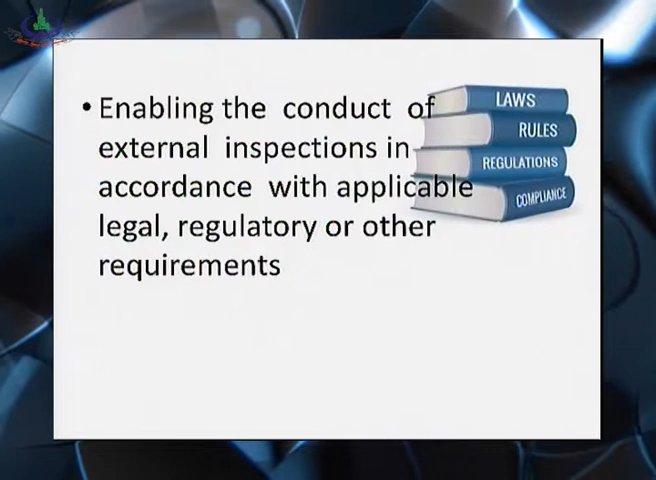 • Enabling the conduct of
external inspections in
accordance with applicable
legal, regulatory or other
requirements
LAWS
RULES
REGULATIONS
COMPLIANCE